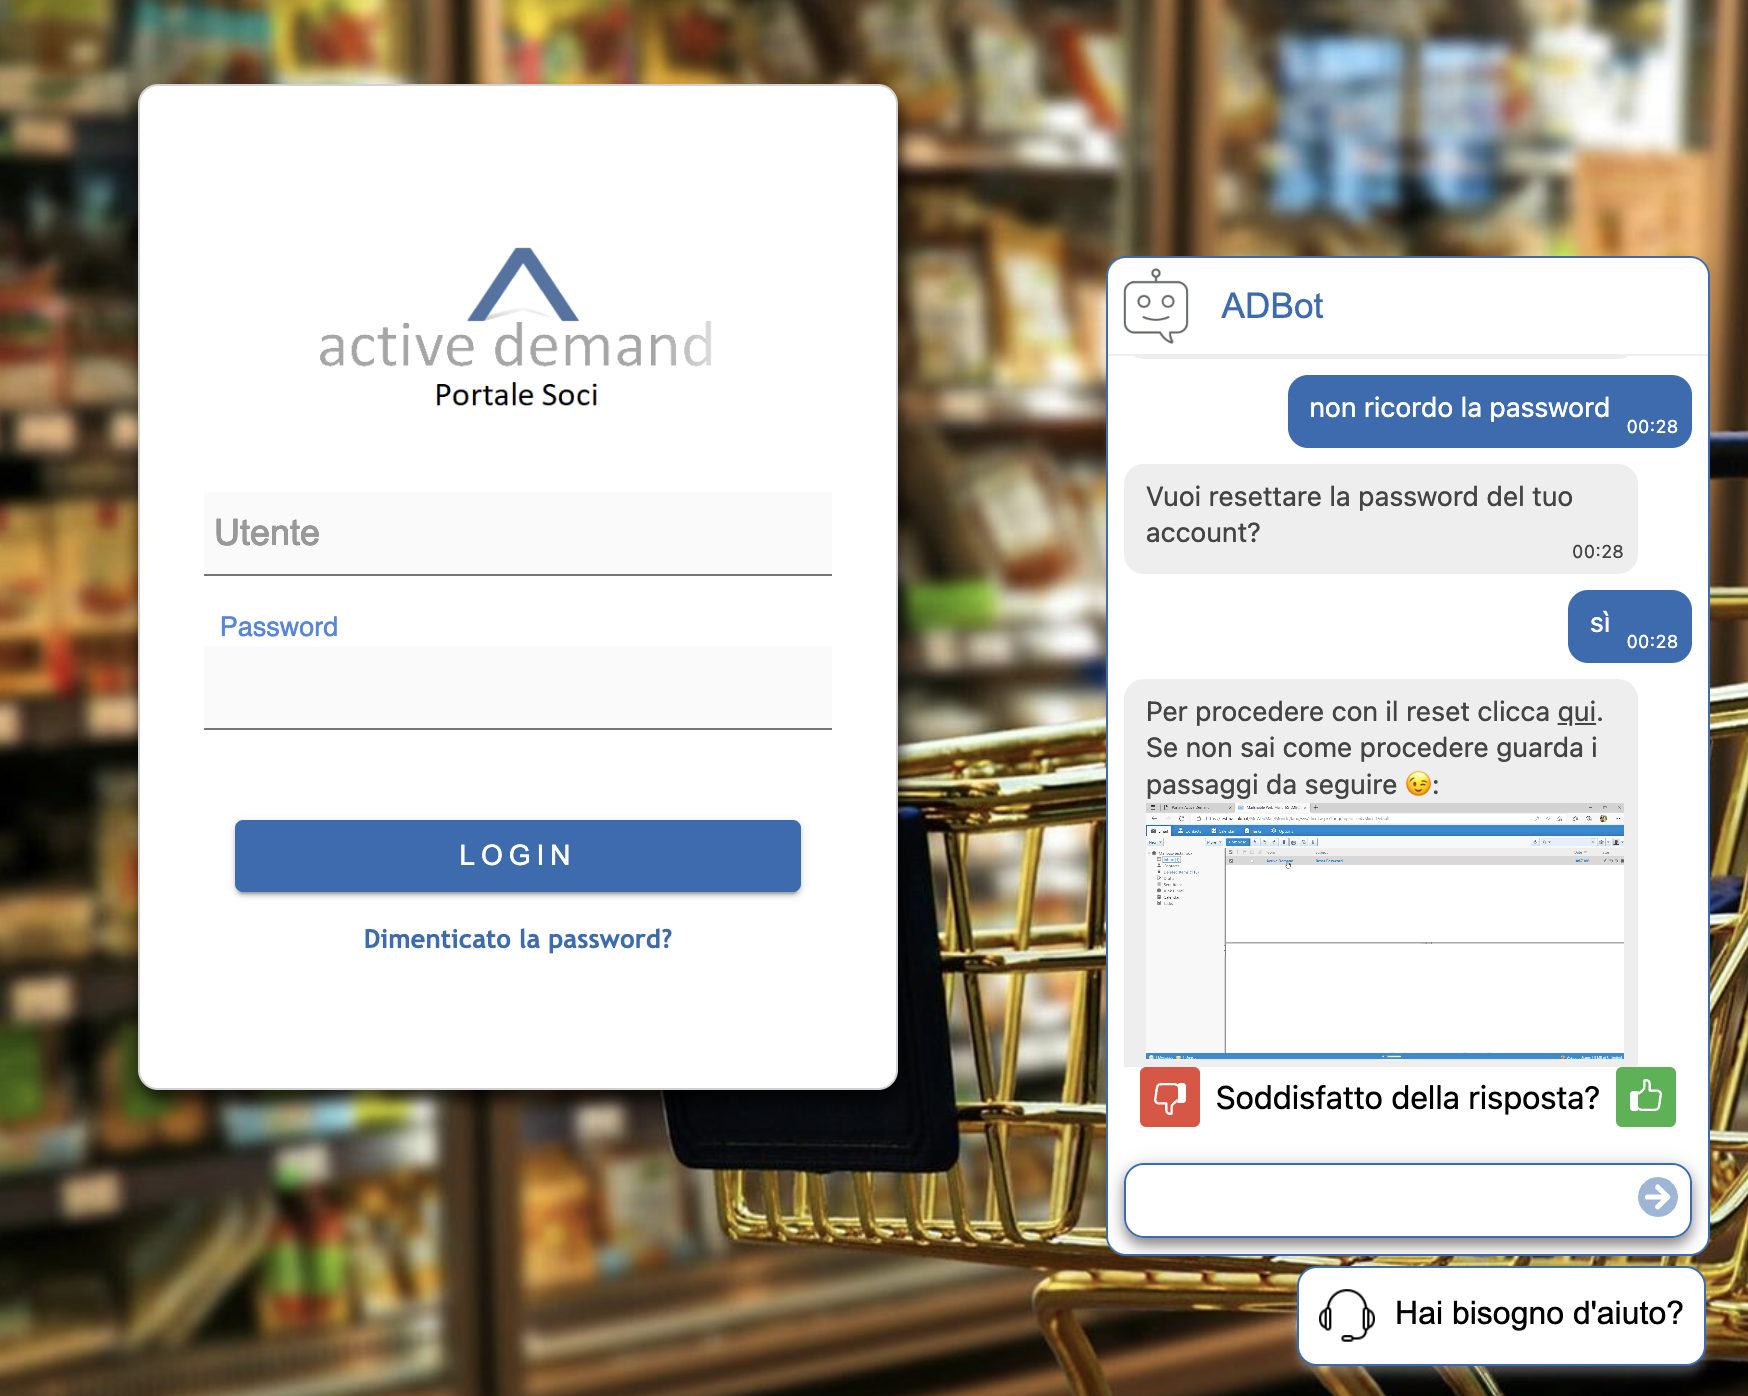 active demand
Portale Soci
Utente
Password
LOGIN
Dimenticato la password?
ADBot
non ricordo la password
00:28
Vuoi resettare la password del tuo
account?
00:28
sì
00:28
Per procedere con il reset clicca qui.
Se non sai come procedere guarda i
passaggi da seguire 😉:
Soddisfatto della risposta?
Hai bisogno d'aiuto?